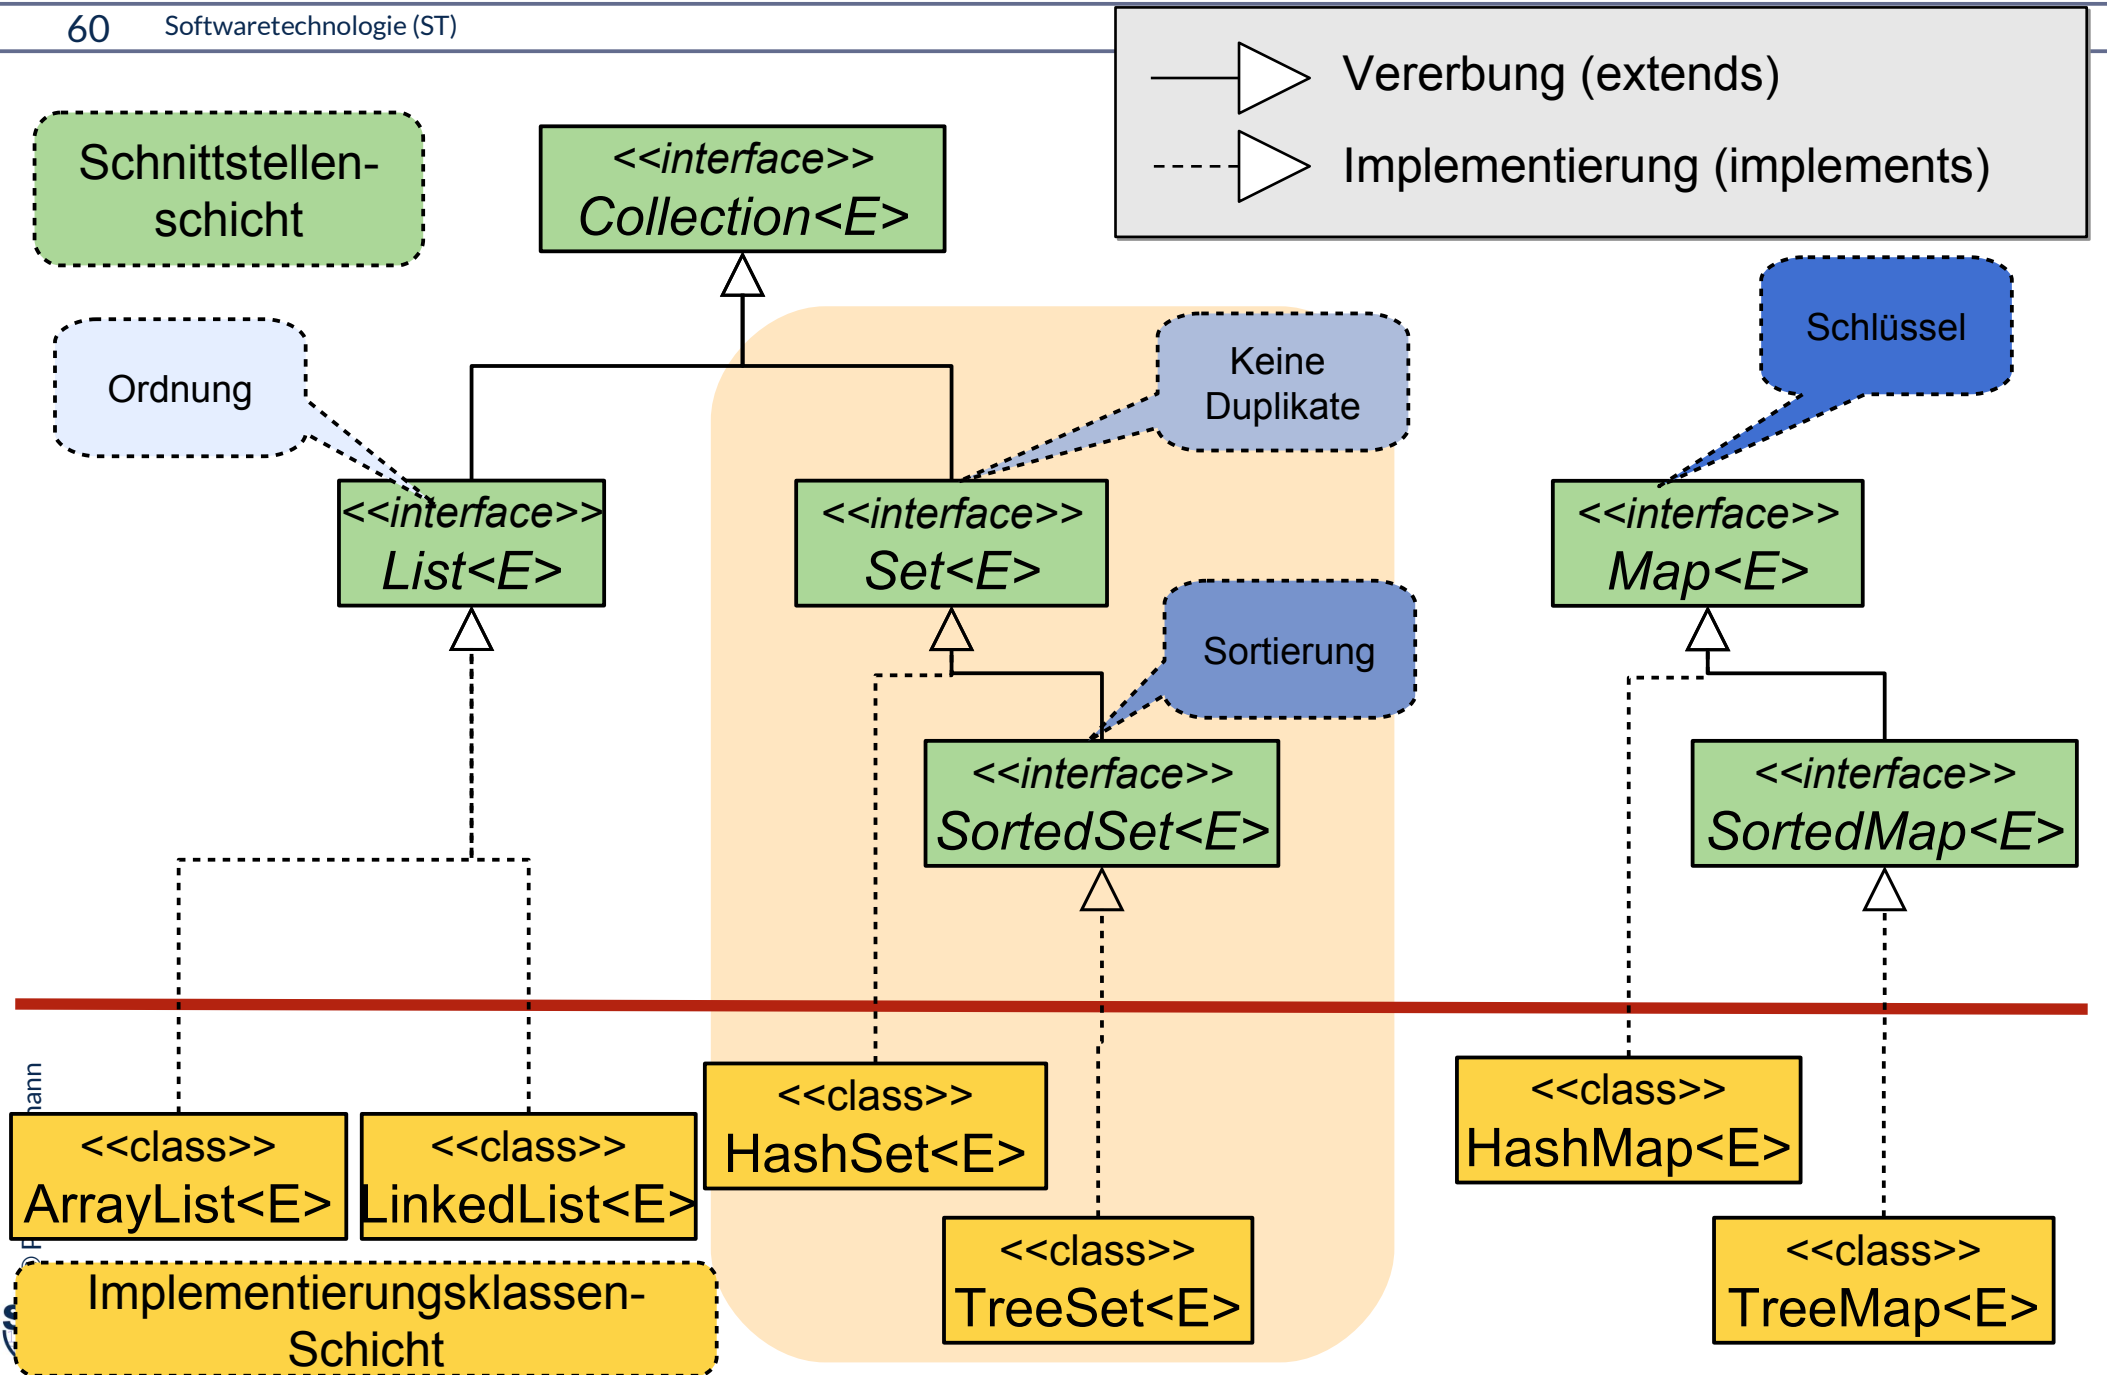 60 Softwaretechnologie (ST)
Vererbung (extends)
Implementierung (implements)
Schnittstellen-
schicht
<<interface>>
Collection<E>
Ordnung
Keine
Duplikate
Schlüssel
<<interface>>
List<E>
<<interface>>
Set<E>
<<interface>>
Map<E>
Sortierung
<<interface>>
SortedSet<E>
<<interface>>
SortedMap<E>
<<class>>
ArrayList<E>
<<class>>
LinkedList<E>
<<class>>
HashSet<E>
<<class>>
HashMap<E>
<<class>>
TreeSet<E>
<<class>>
TreeMap<E>
Implementierungsklassen-
Schicht